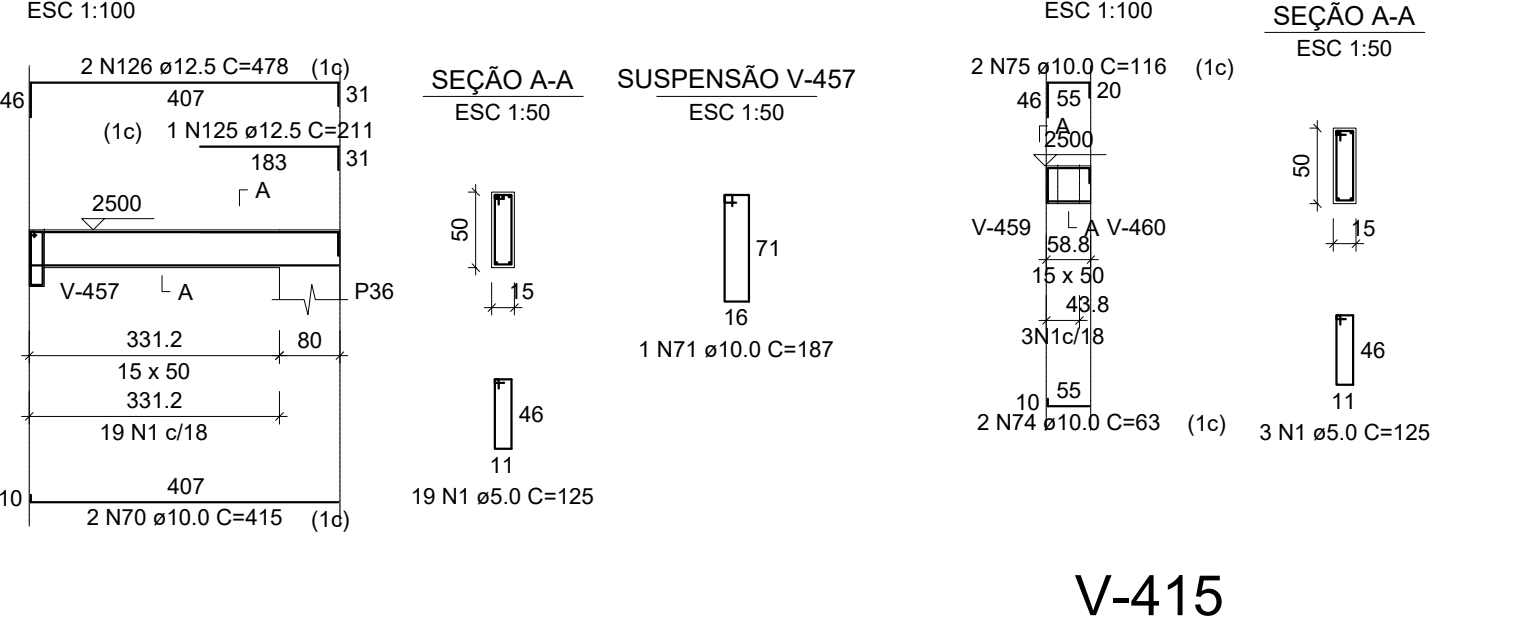 ESC 1:100
2 N126 ø12.5 C=478 (1c)
46
407
31
(1c) 1 N125 ø12.5 C=211
183
31
A
2500
V-457
A
P36
331.2
80
15 x 50
331.2
19 N1 c/18
407
10
2 N70 ø10.0 C=415 (1c)
SEÇÃO A-A
ESC 1:50
50
15
46
11
19 N1 ø5.0 C=125
SUSPENSÃO V-457
ESC 1:50
71
16
1 N71 ø10.0 C=187
ESC 1:100
2 N75 ø10.0 C=116 (1c)
46
55
20
A
2500
V-459
A
V-460
58.8
15 x 50
43.8
3N1c/18
55
10
2 N74 ø10.0 C=63 (1c)
SEÇÃO A-A
ESC 1:50
50
15
46
11
3 N1 ø5.0 C=125
V-415